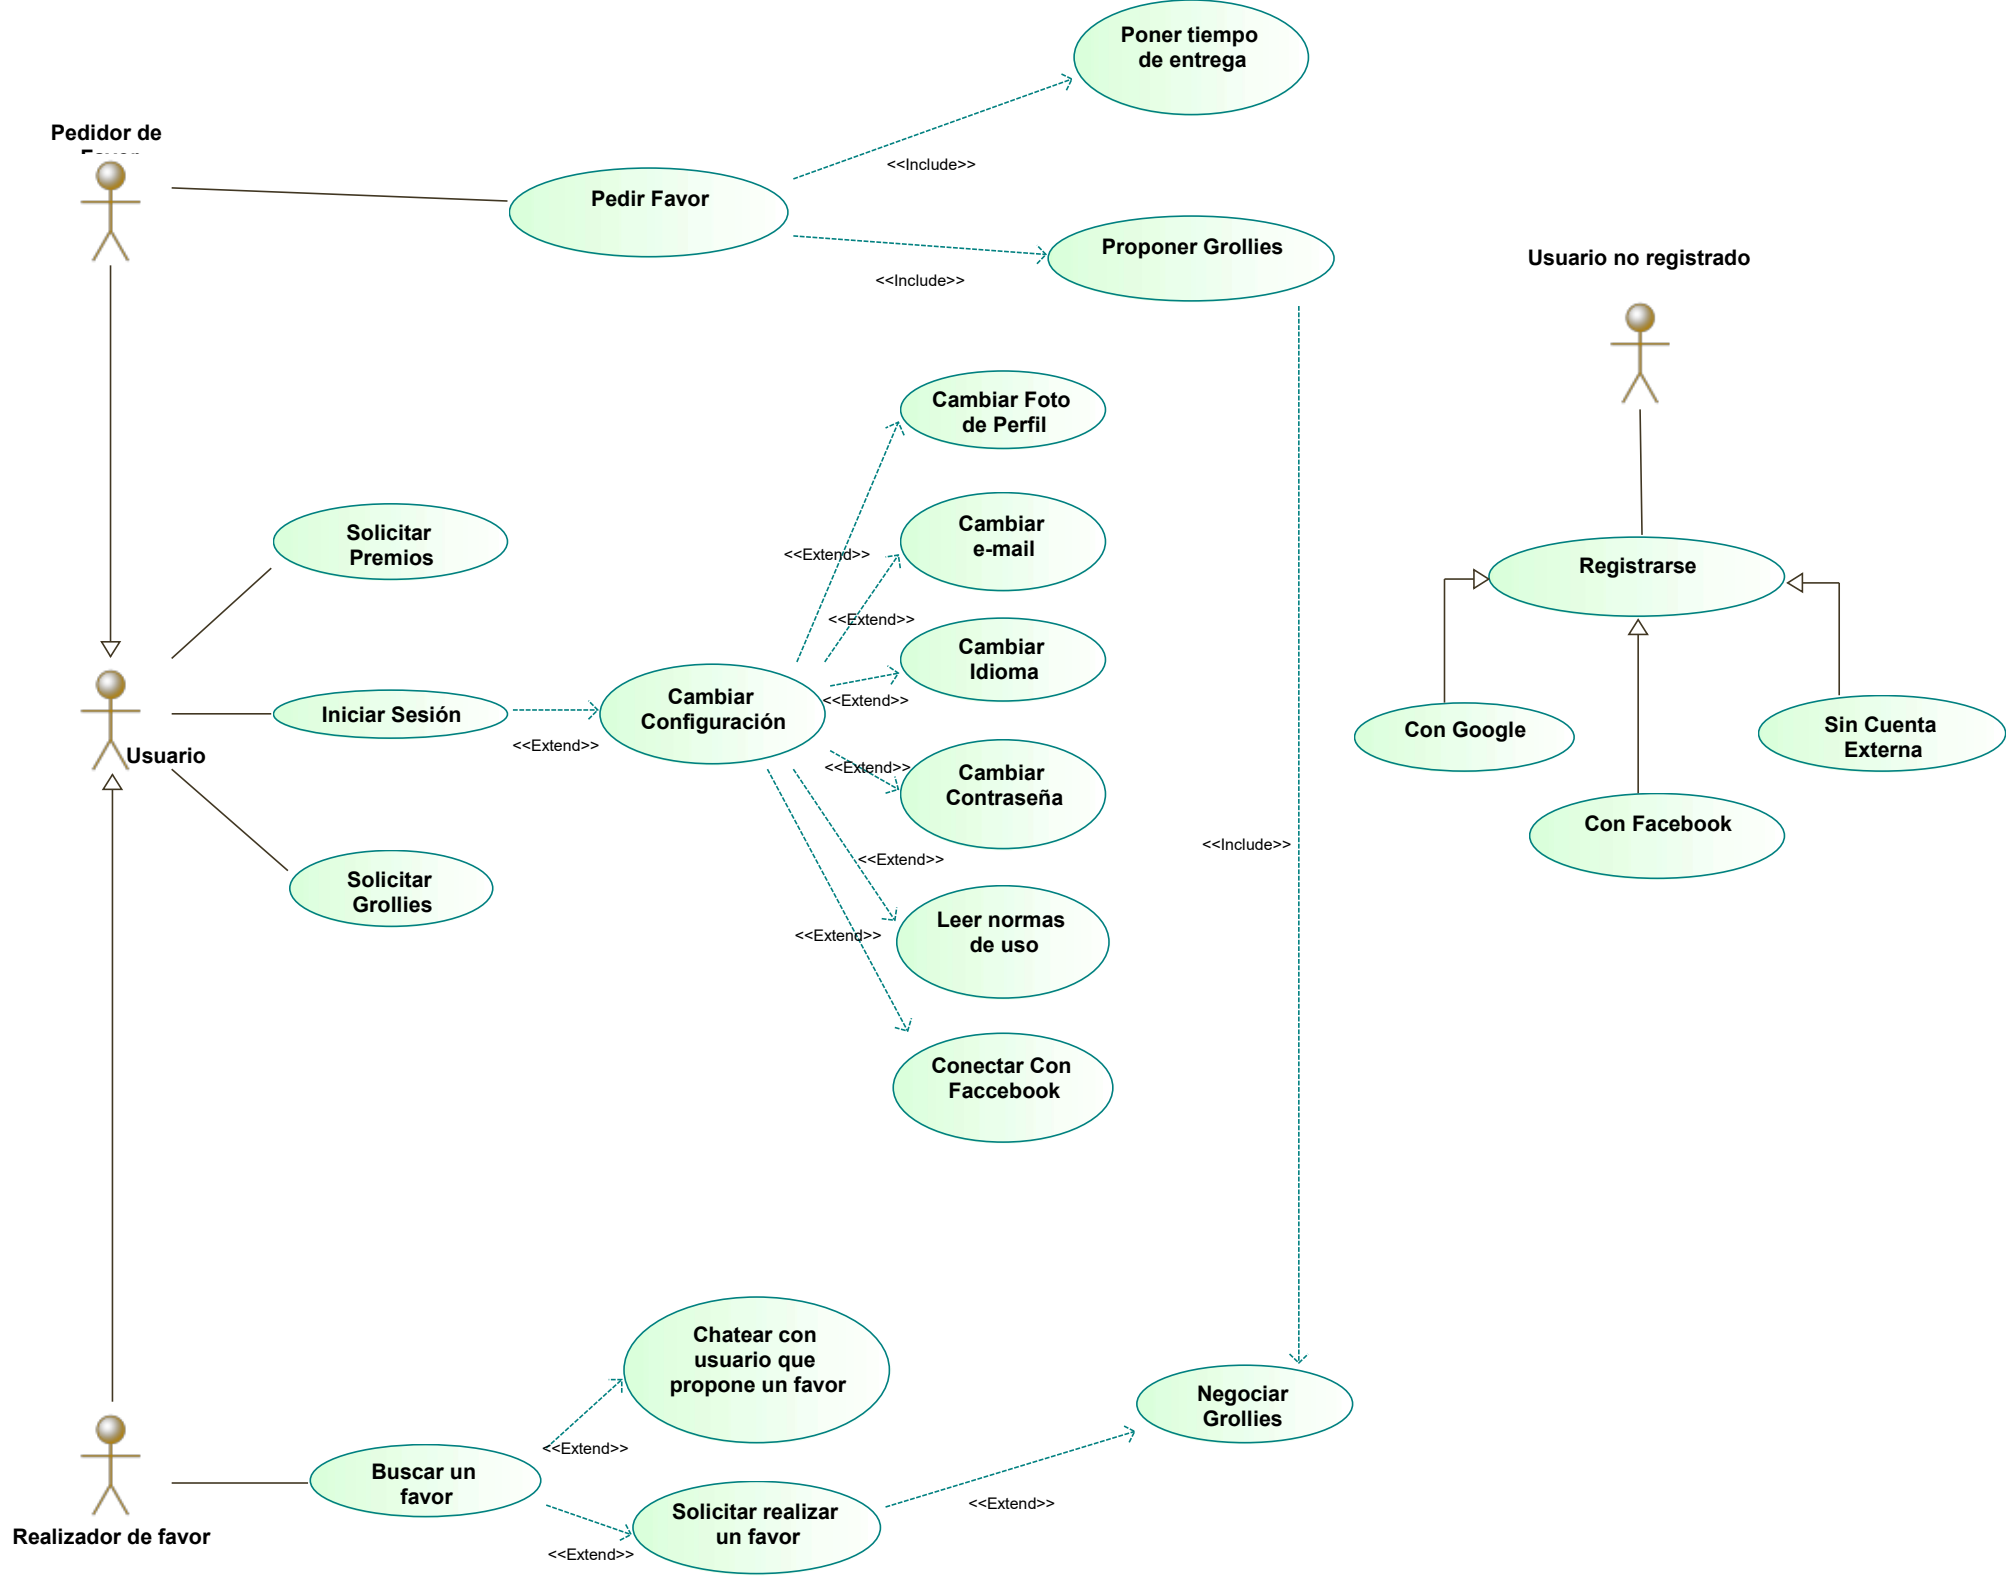 Poner tiempo
de entrega
Pedidor de
<<Include>>
Pedir Favor
Proponer Grollies
<<Include>>
Usuario no registrado
Cambiar Foto
de Perfil
Solicitar
Premios
Cambiar
e-mail
<<Extend>>
Registrarse
<<Extend>>
Cambiar
Idioma
<<Extend>>
Iniciar Sesión
Cambiar
Configuración
<<Extend>>
Con Google
Sin Cuenta
Externa
Usuario
<<Extend>>
Cambiar
Contraseña
Con Facebook
<<Include>>
<<Extend>>
Solicitar
Grollies
<<Extend>>
Leer normas
de uso
Conectar Con
Faccebook
Chatear con
usuario que
propone un favor
Negociar
Grollies
<<Extend>>
Buscar un
favor
<<Extend>>
Solicitar realizar
un favor
Realizador de favor
<<Extend>>